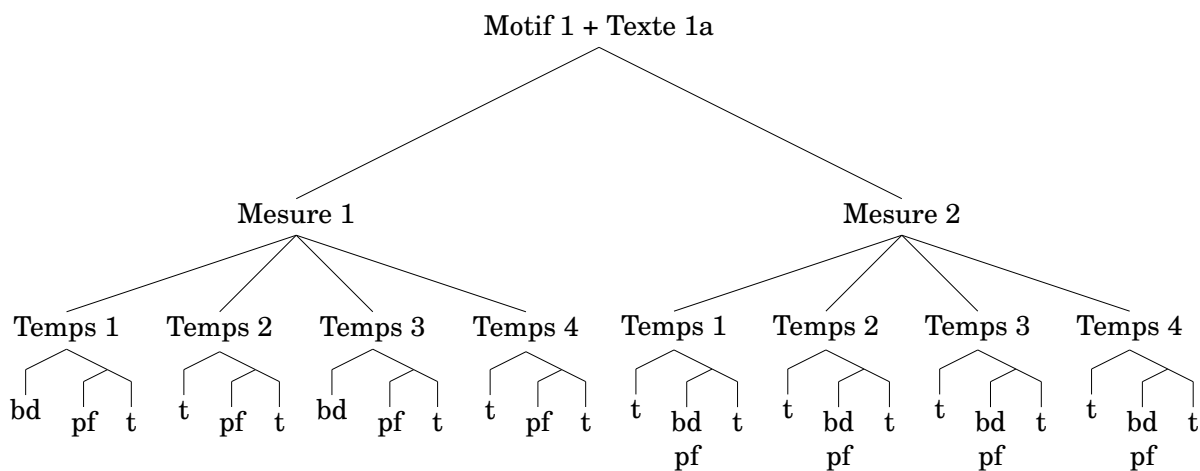 Motif 1 + Texte 1a
Mesure 1 Mesure 2
Temps 1 Temps 2 Temps 3 Temps 4 Temps 1 Temps 2 Temps 3 Temps 4
bd pf t t pf t bd pf t t pf t t bd t t bd t t bd t t bd t
pf pf pf pf